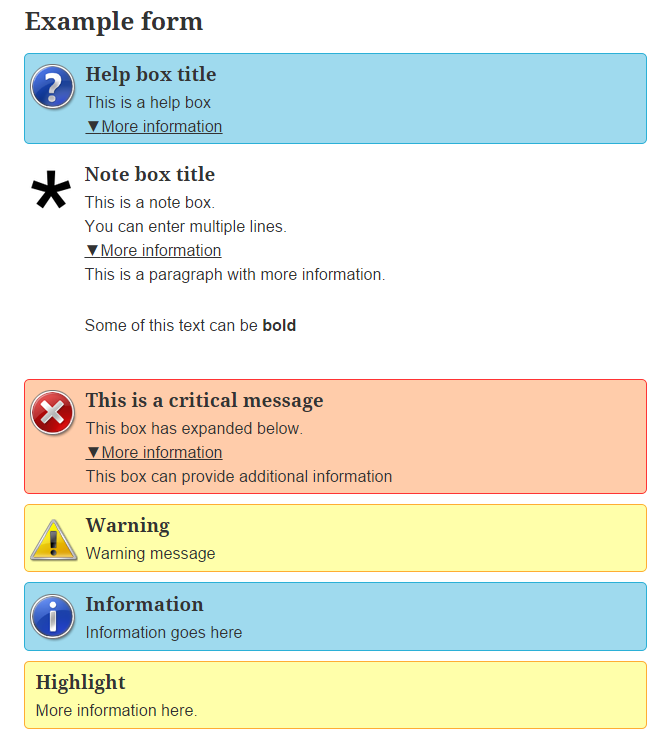 Example form
Help box title
This is a help box
▼More information
Note box title
This is a note box.
You can enter multiple lines.
▼More information
This is a paragraph with more information.
Some of this text can be bold
This is a critical message
This box has expanded below.
▼More information
This box can provide additional information
Warning
Warning message
Information
Information goes here
Highlight
More information here.